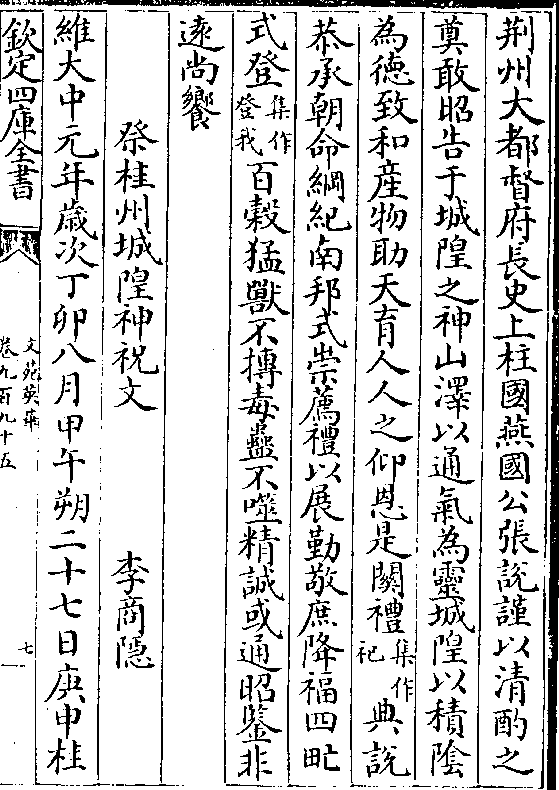 荆州大都督府長史上柱國燕國公張說謹以清酌之
奠敢昭告于城隍之神山澤以通氣為靈城隍以積陰
為德致和產物助天育人人之仰恩是關禮集作祀典說
恭承朝命綱紀南邦式崇薦禮以展勤敬庶降福四甿
式登集作登我百穀猛獸不摶毒蠱不噬精誠或通昭鑒非
遠尚饗
祭桂州城隍神祝文 李商隐
維大中元年歲次丁卯八月甲午朔二十七日庚申桂
欽定四庫全書
文苑英華
卷九百九十五
七